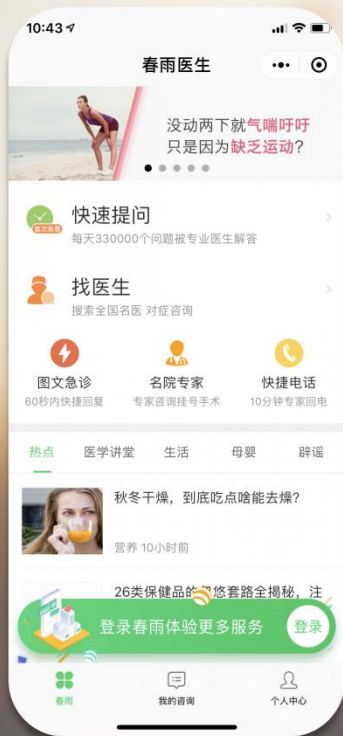 10:43
春雨医生
没动两下就气喘吁吁
只是因为缺乏运动?
快速提问
首次免费
每天330000个问题被专业医生解答
找医生
搜索全国名医 对症咨询
图文急诊 名院专家 快捷电话
60秒内快捷回复 专家咨询挂号手术 10分钟专家回电
热点 医学讲堂 生活 母婴 辟谣
秋冬干燥，到底吃点啥能去燥?
营养 10小时前
26类保健品的忽悠套路全揭秘，注
登录春雨体验更多服务 登录
春雨 我的咨询 个人中心